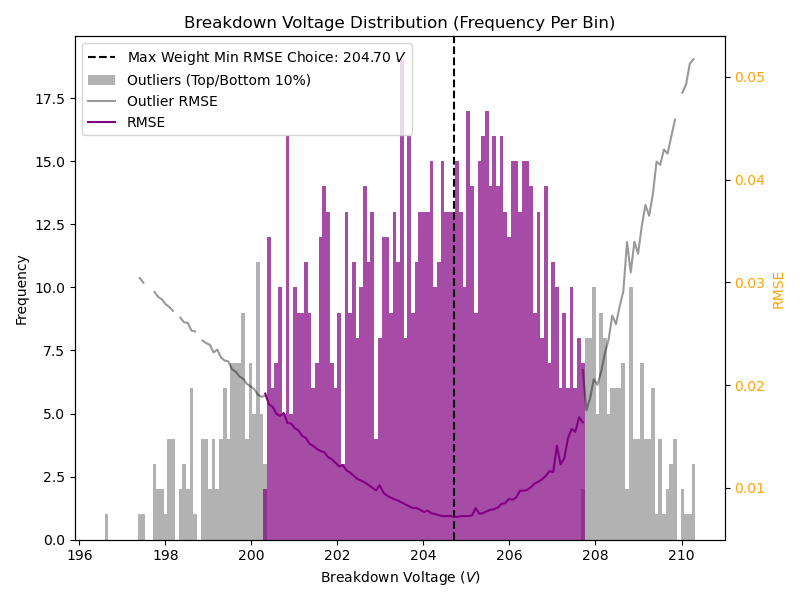 Breakdown Voltage Distribution (Frequency Per Bin)
Max Weight Min RMSE Choice: 204.70 V
Outliers (Top/Bottom 10%)
Outlier RMSE
RMSE
17.5
15.0
12.5
10.0
7.5
5.0
2.5
0.0
Frequency
0.05
0.04
0.03
0.02
0.01
RMSE
196 198 200 202 204 206 208 210
Breakdown Voltage (V)